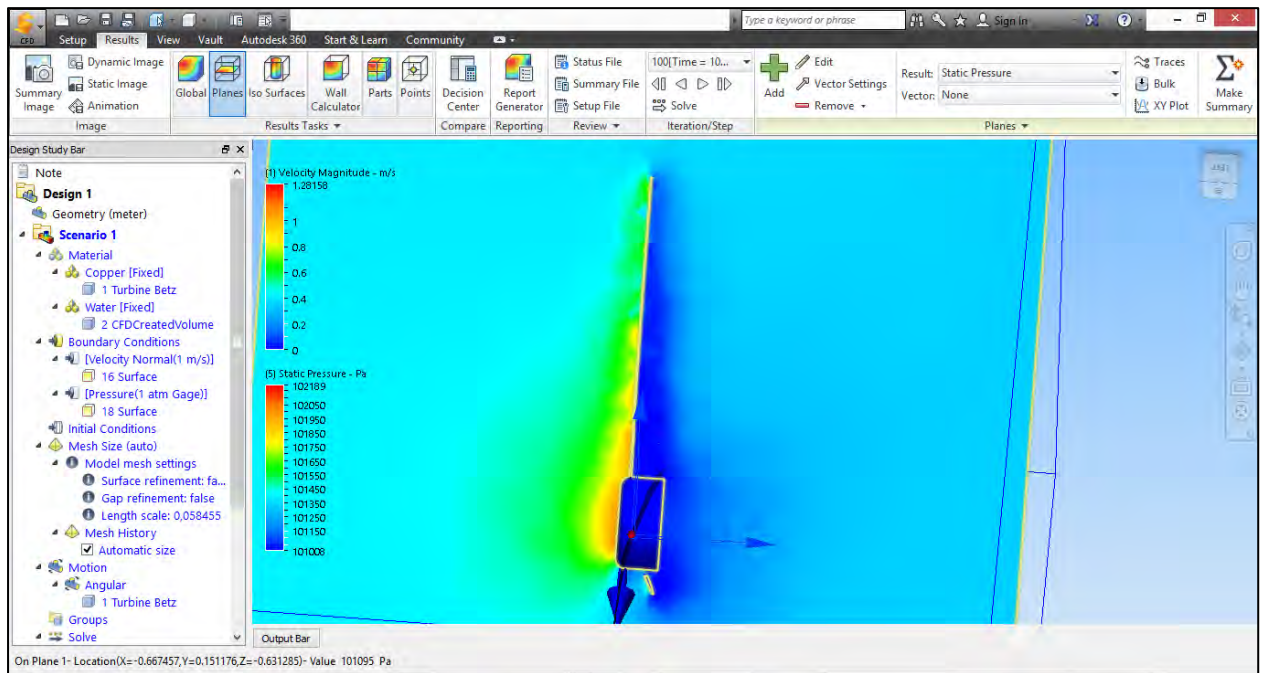 Type a keyword or phrase
Sign in
CFD
Setup Results View Vault Autodesk 360 Start & Learn Community
Summary Image
Dynamic Image
Static Image
Animation
Image
Global Planes Iso Surfaces Wall Calculator Parts Points
Results Tasks
Decision Center
Compare
Report Generator
Reporting
Status File
Summary File
Setup File
Review
100|Time = 10...
Solve
Iteration/Step
Add
Edit
Vector Settings
Remove
Result: Static Pressure
Vector: None
Planes
Traces
Bulk
XY Plot
Make Summary
Design Study Bar
Note
Design 1
Geometry (meter)
Scenario 1
Material
Copper [Fixed]
1 Turbine Betz
Water [Fixed]
2 CFDCreatedVolume
Boundary Conditions
[Velocity Normal(1 m/s)]
16 Surface
[Pressure(1 atm Gage)]
18 Surface
Initial Conditions
Mesh Size (auto)
Model mesh settings
Surface refinement: fa...
Gap refinement: false
Length scale: 0,058455
Mesh History
Automatic size
Motion
Angular
1 Turbine Betz
Groups
Solve
(1) Velocity Magnitude - m/s
1.28158
1
0.8
0.6
0.4
0.2
0
(5) Static Pressure - Pa
102189
102050
101950
101850
101750
101650
101550
101450
101350
101250
101150
101008
Output Bar
On Plane 1- Location(X=-0.667457,Y=0.151176,Z=-0.631285)- Value 101095 Pa